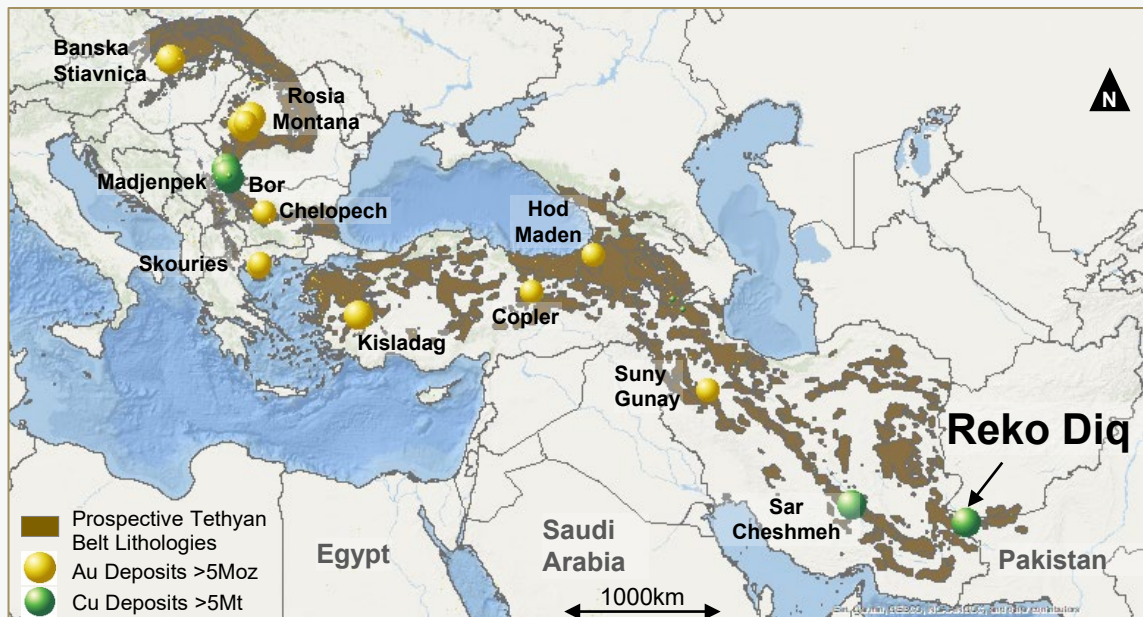 Banska
Stiavnica
Rosia
Montana
N
Madjenpek
Bor
Chelopech
Hod
Maden
Skouries
Copler
Kisladag
Suny
Gunay
Reko Diq
Sar
Cheshmeh
Prospective Tethyan
Belt Lithologies
Au Deposits >5Moz
Cu Deposits >5Mt
Egypt
Saudi
Arabia
Pakistan
1000km